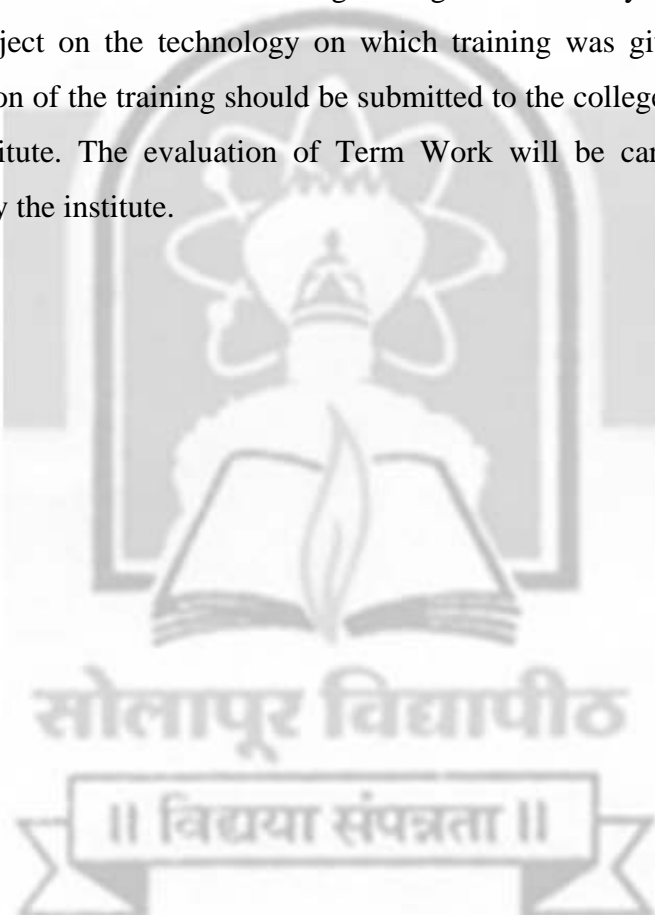 ject on the technology on which training was gi
on of the training should be submitted to the college
itute. The evaluation of Term Work will be car
y the institute.
सोलापूर विद्यापीठ
॥ विद्यया संपन्नता ॥